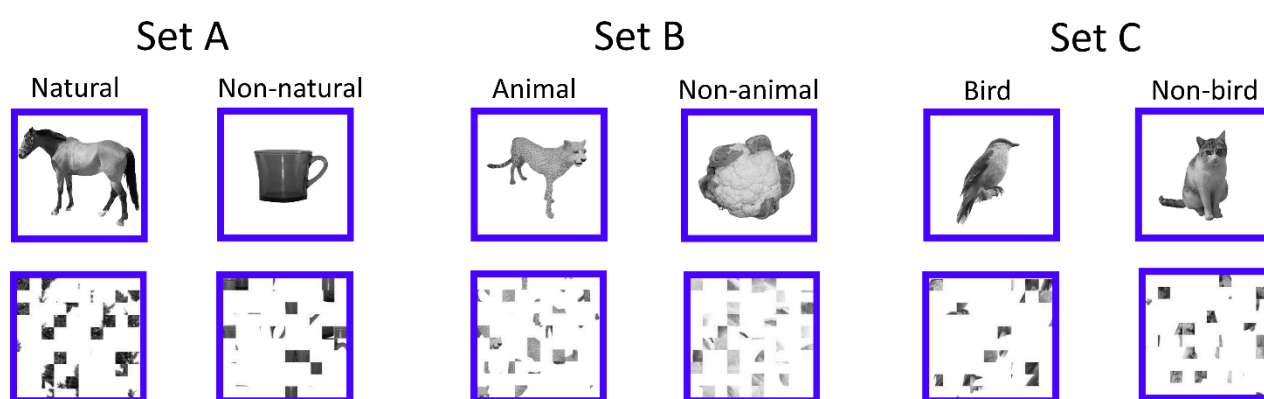 Set A
Set B
Set C
Natural
Non-natural
Animal
Non-animal
Bird
Non-bird